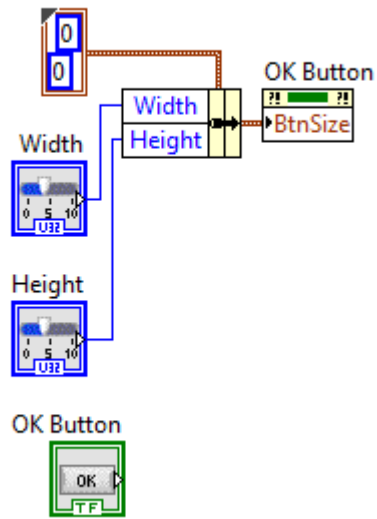 0
0
OK Button
?! ?!
BtnSize
Width
Height
Width
0 5 10
U32
Height
0 5 10
U32
OK Button
OK
TF